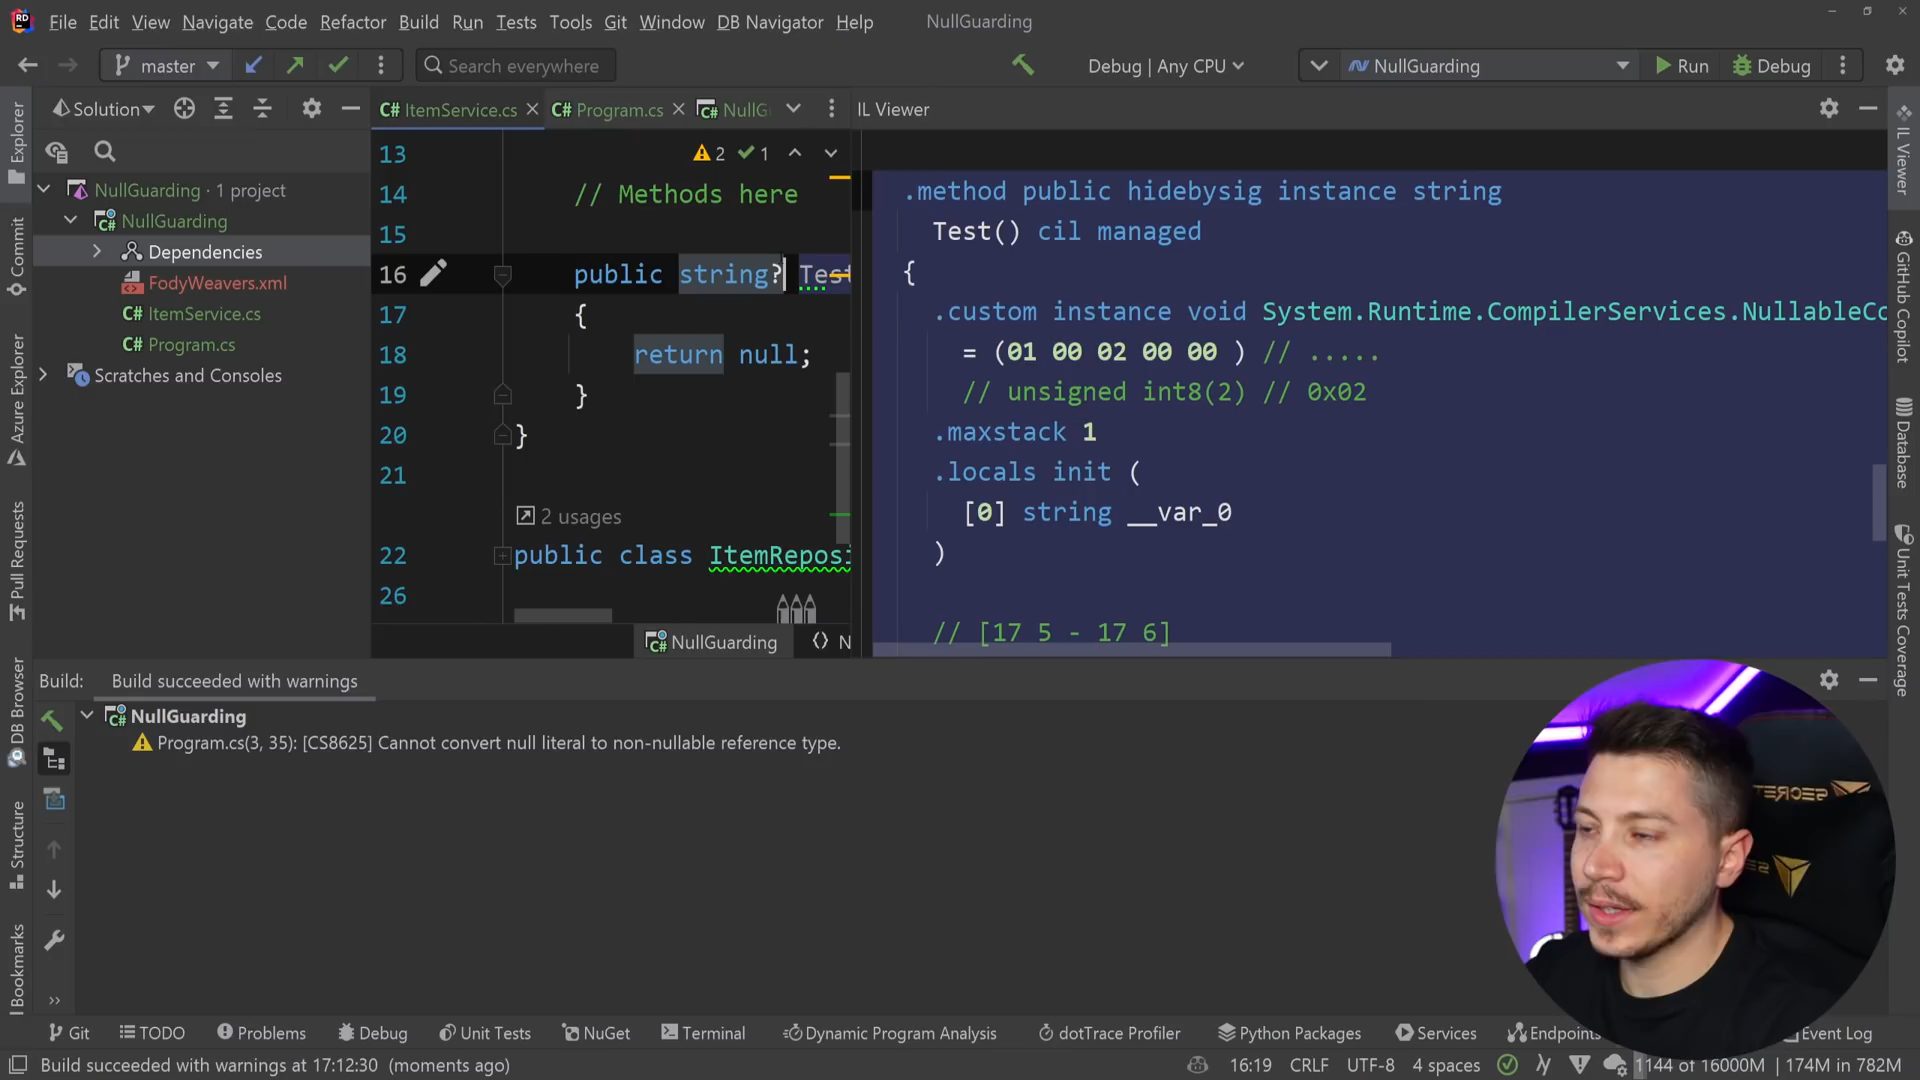 File Edit View Navigate Code Refactor Build Run Tests Tools Git Window DB Navigator Help NullGuarding
master Search everywhere Debug | Any CPU NullGuarding Run Debug
Solution
C# ItemService.cs C# Program.cs NullG
IL Viewer
NullGuarding · 1 project
NullGuarding
Dependencies
FodyWeavers.xml
C# ItemService.cs
C# Program.cs
Scratches and Consoles
2 1
13
14 // Methods here
15
16 public string? Test
17 {
18 return null;
19 }
20 }
21
2 usages
22 public class ItemReposi
26
NullGuarding N
.method public hidebysig instance string
Test() cil managed
{
.custom instance void System.Runtime.CompilerServices.NullableCo
= (01 00 02 00 00 ) // .....
// unsigned int8(2) // 0x02
.maxstack 1
.locals init (
[0] string __var_0
)
// [17 5 - 17 6]
Explorer
Commit
Azure Explorer
Pull Requests
DB Browser
Structure
Bookmarks
IL Viewer
GitHub Copilot
Database
Unit Tests Coverage
Build: Build succeeded with warnings
NullGuarding
Program.cs(3, 35): [CS8625] Cannot convert null literal to non-nullable reference type.
SECRET
Git TODO Problems Debug Unit Tests NuGet Terminal Dynamic Program Analysis dotTrace Profiler Python Packages Services Endpoints Event Log
Build succeeded with warnings at 17:12:30 (moments ago) 16:19 CRLF UTF-8 4 spaces 1144 of 16000M 174M in 782M